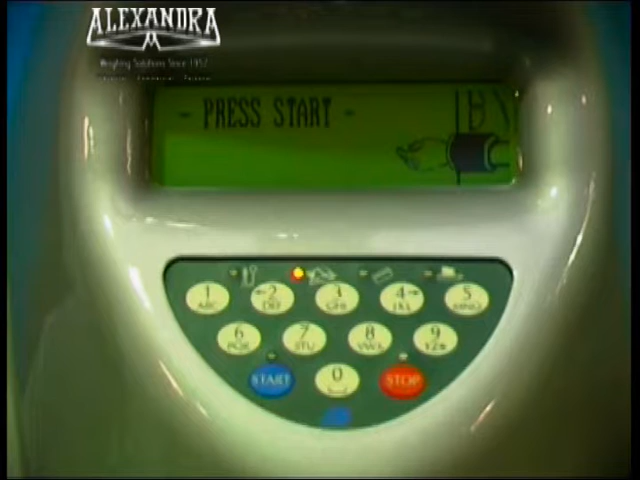 ALEXANDRA
Weighing Solutions Since 1952
- PRESS START -
1 ABC
2 DEF
3 GHI
4 JKL
5 MNO
6 PQR
7 STU
8 VWX
9 YZ*
START
0
STOP